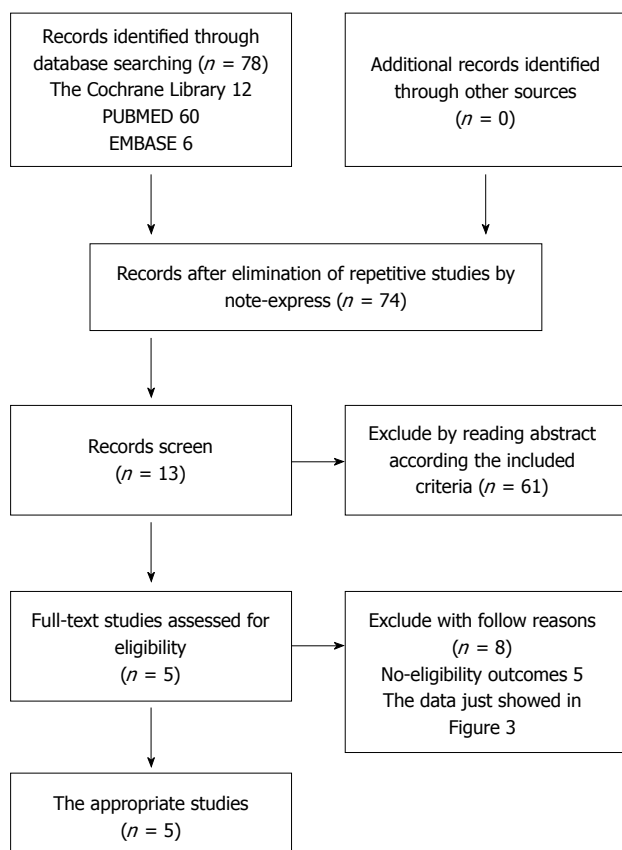 Records identified through
database searching (n = 78)
The Cochrane Library 12
PUBMED 60
EMBASE 6
Additional records identified
through other sources
(n = 0)
Records after elimination of repetitive studies by
note-express (n = 74)
Records screen
(n = 13)
Exclude by reading abstract
according the included
criteria (n = 61)
Full-text studies assessed for
eligibility
(n = 5)
Exclude with follow reasons
(n = 8)
No-eligibility outcomes 5
The data just showed in
Figure 3
The appropriate studies
(n = 5)